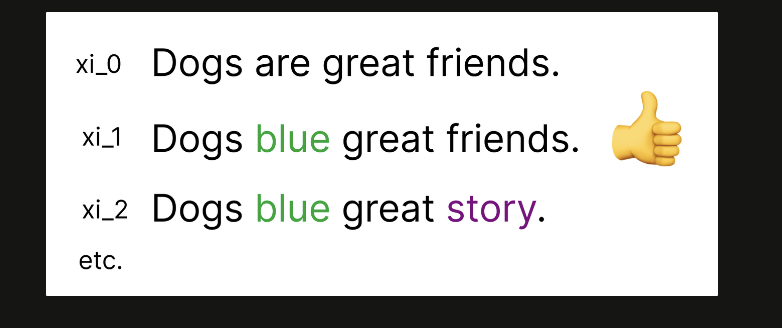 xi_0 Dogs are great friends.
xi_1 Dogs blue great friends.
xi_2 Dogs blue great story.
etc.